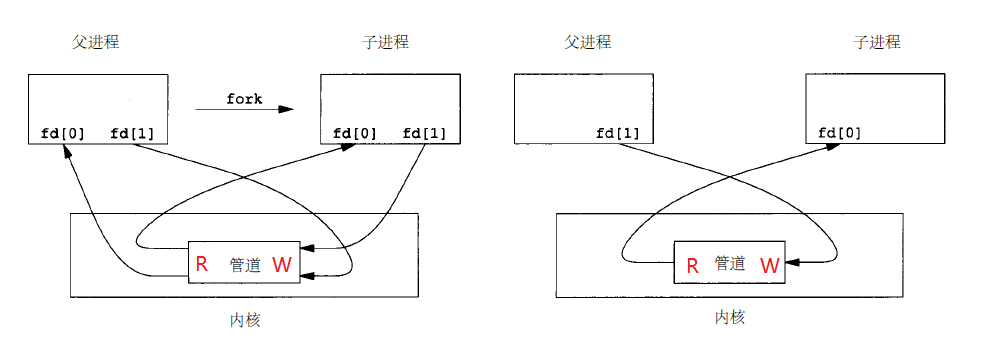 父进程
子进程
fork
fd[0] fd[1]
fd[0] fd[1]
R 管道 W
内核
父进程
子进程
fd[1]
fd[0]
R 管道 W
内核